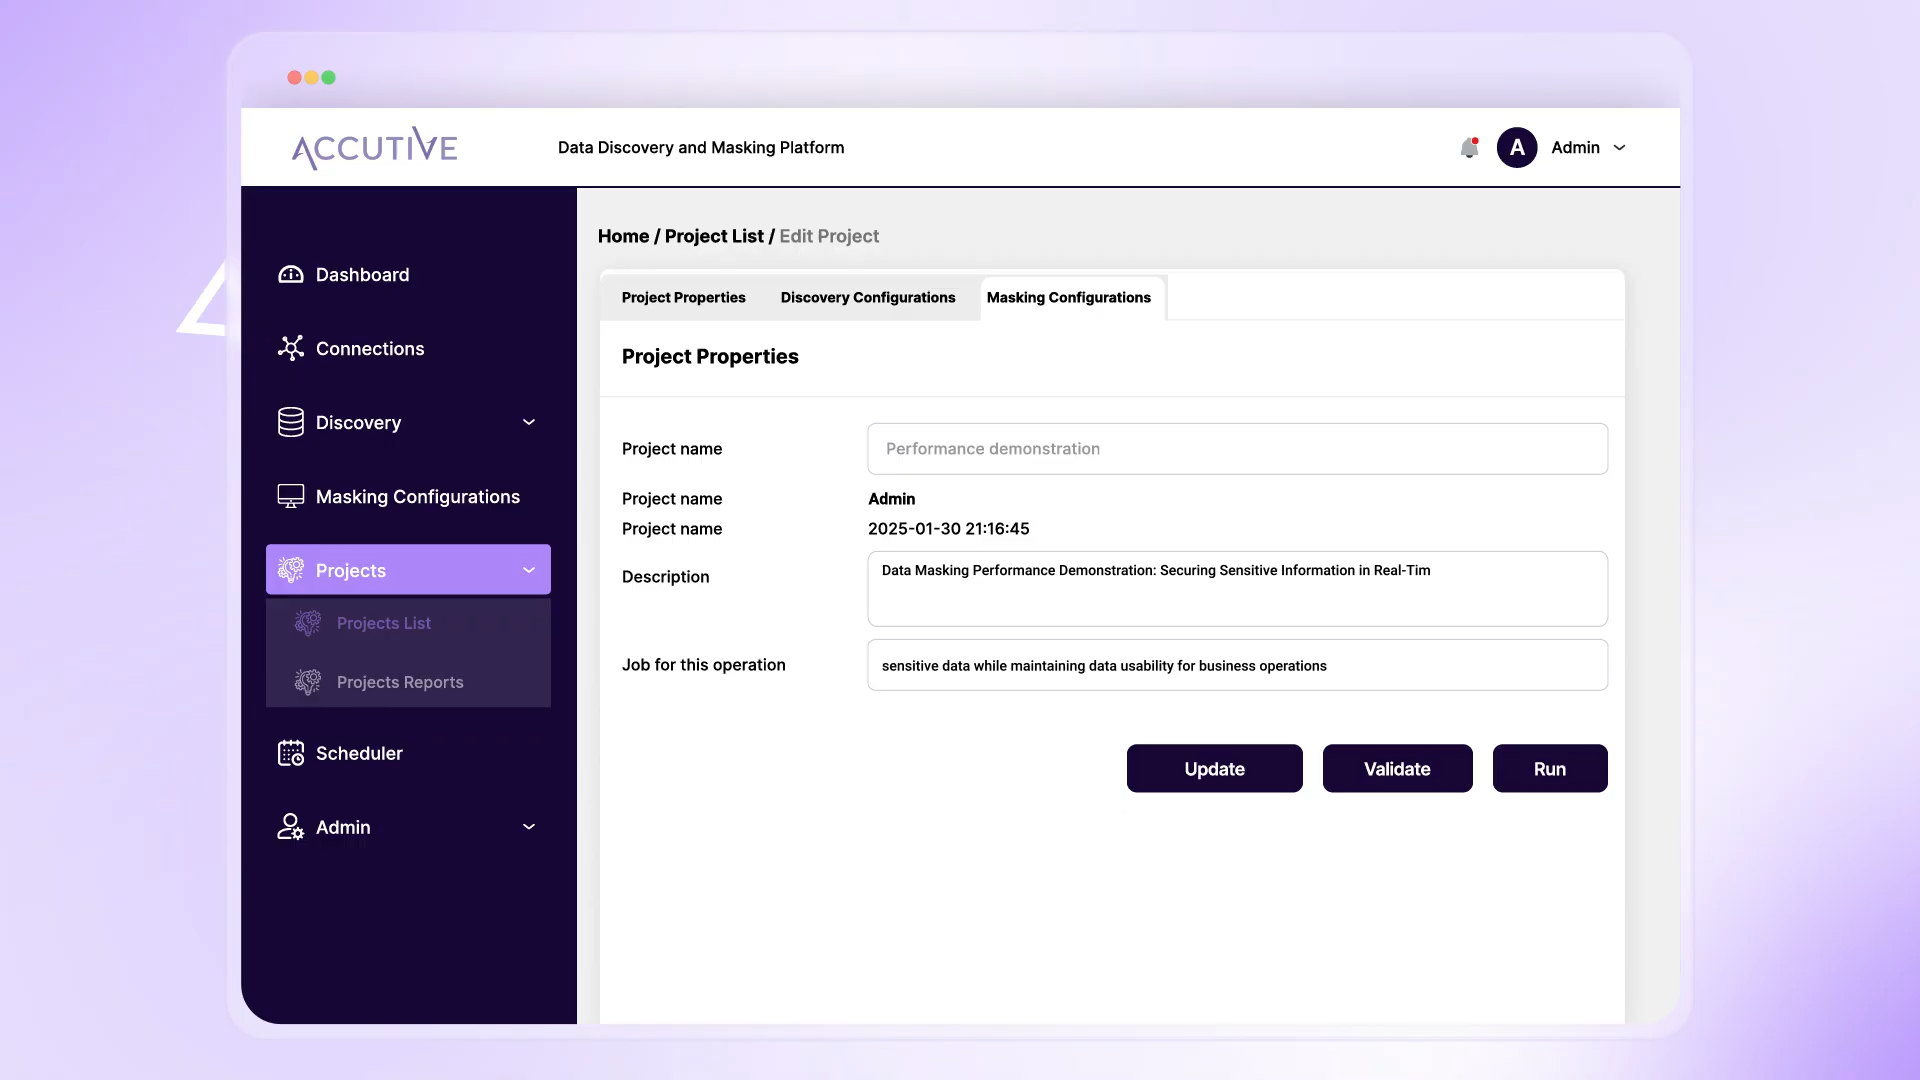 ACCUTIVE
Data Discovery and Masking Platform
A
Admin
Dashboard
Connections
Discovery
Masking Configurations
Projects
Projects List
Projects Reports
Scheduler
Admin
Home / Project List / Edit Project
Project Properties
Discovery Configurations
Masking Configurations
Project Properties
Project name
Performance demonstration
Project name
Admin
Project name
2025-01-30 21:16:45
Description
Data Masking Performance Demonstration: Securing Sensitive Information in Real-Tim
Job for this operation
sensitive data while maintaining data usability for business operations
Update
Validate
Run